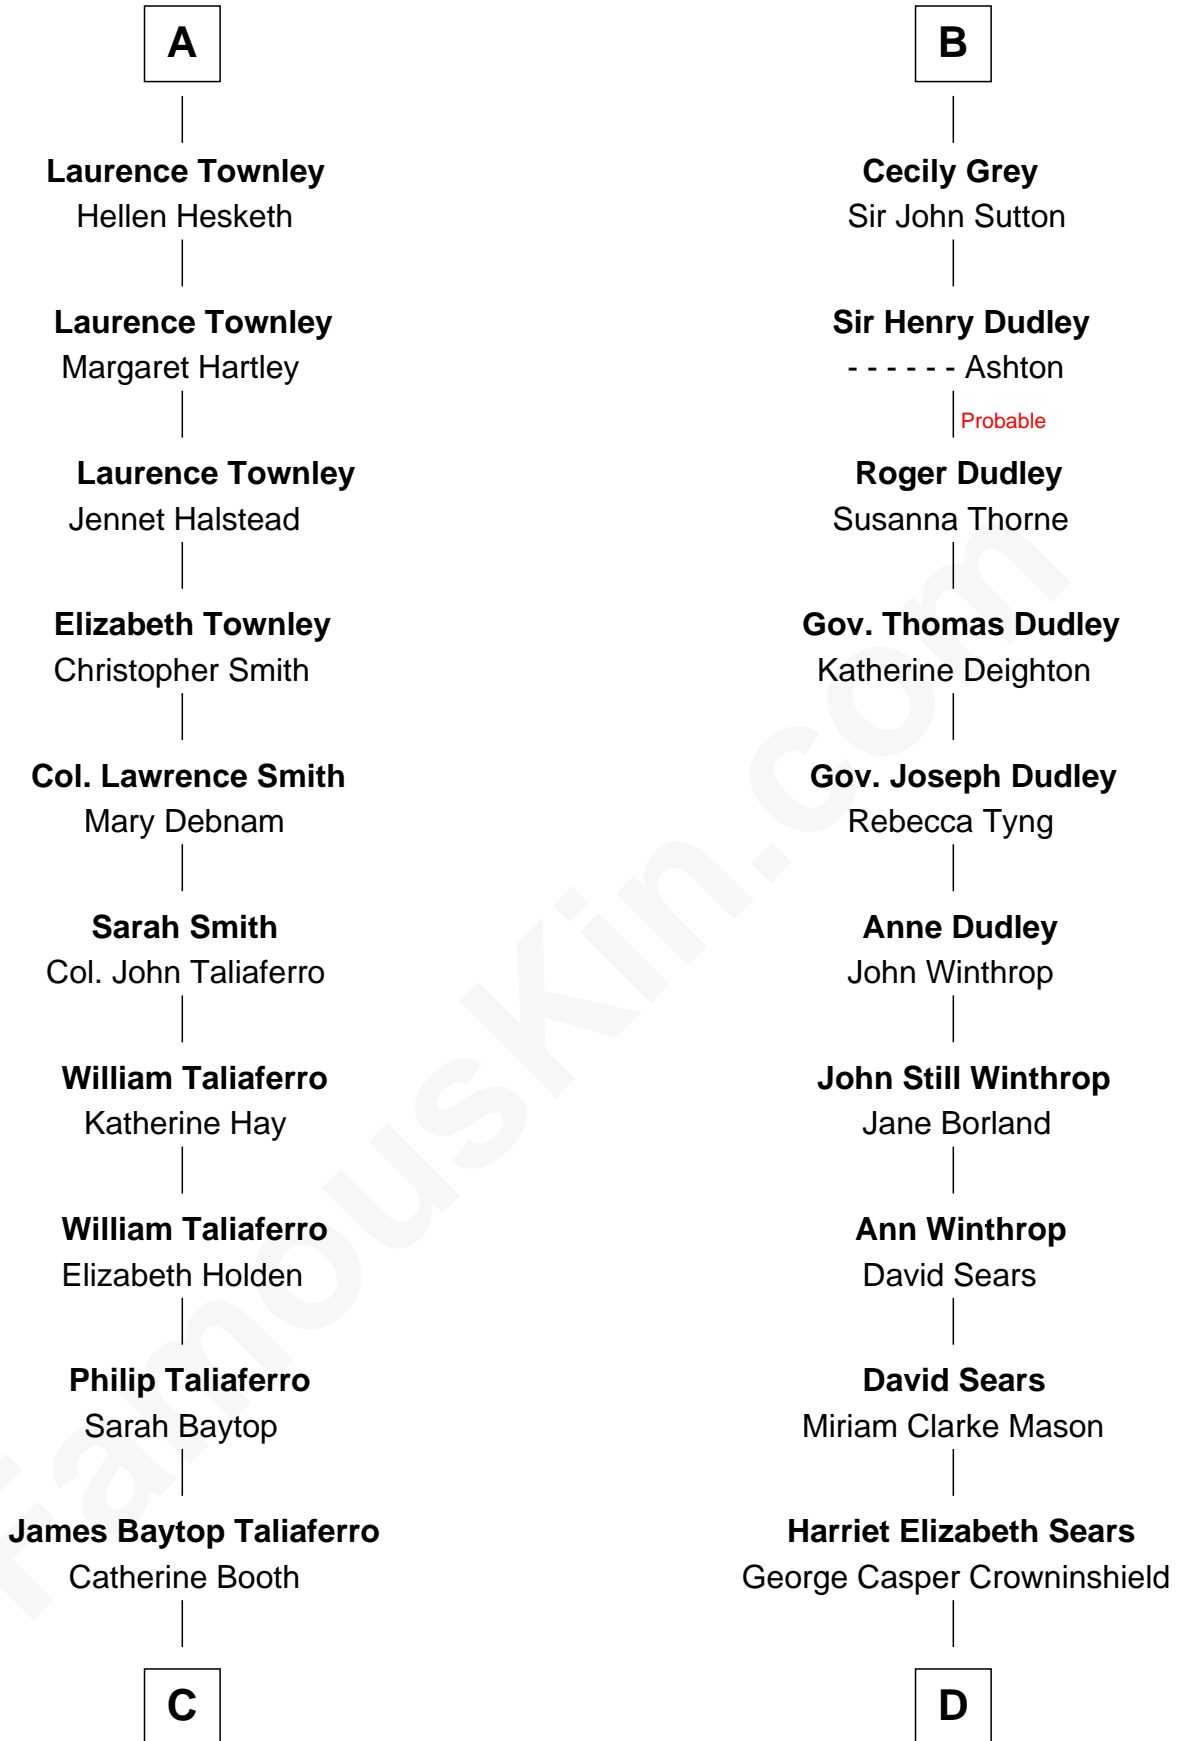 A
Laurence Townley
Hellen Hesketh
Laurence Townley
Margaret Hartley
Laurence Townley
Jennet Halstead
Elizabeth Townley
Christopher Smith
Col. Lawrence Smith
Mary Debnam
Sarah Smith
Col. John Taliaferro
William Taliaferro
Katherine Hay
William Taliaferro
Elizabeth Holden
Philip Taliaferro
Sarah Baytop
James Baytop Taliaferro
Catherine Booth
C
B
Cecily Grey
Sir John Sutton
Sir Henry Dudley
- - - - - - Ashton
Probable
Roger Dudley
Susanna Thorne
Gov. Thomas Dudley
Katherine Deighton
Gov. Joseph Dudley
Rebecca Tyng
Anne Dudley
John Winthrop
John Still Winthrop
Jane Borland
Ann Winthrop
David Sears
David Sears
Miriam Clarke Mason
Harriet Elizabeth Sears
George Casper Crowninshield
D
FamousKin.com